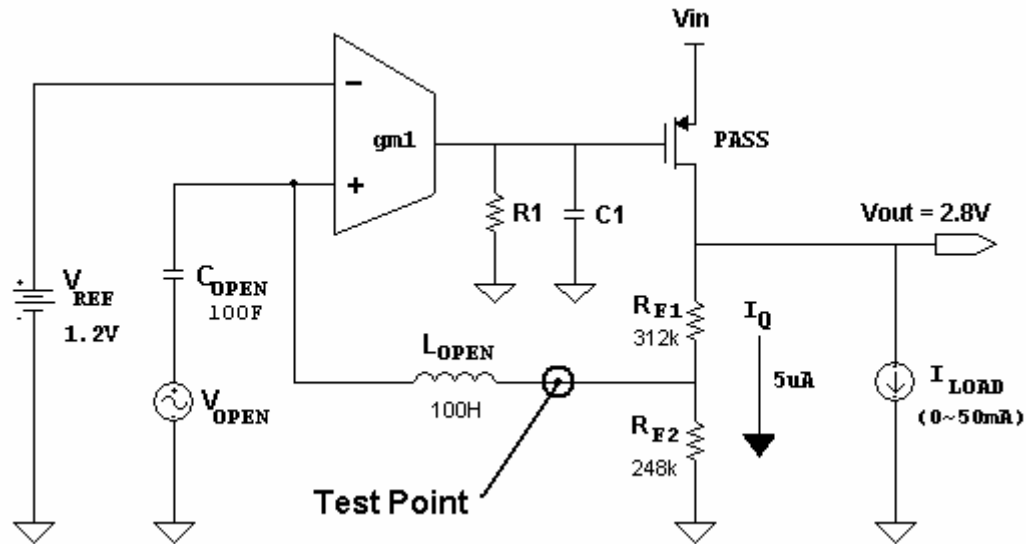 Vin
−
gm1
+
PASS
R1
C1
Vout = 2.8V
+
-
VREF
1.2V
COPEN
100F
VOPEN
LOPEN
100H
RF1
312k
IQ
5uA
RF2
248k
ILOAD
(0~50mA)
Test Point